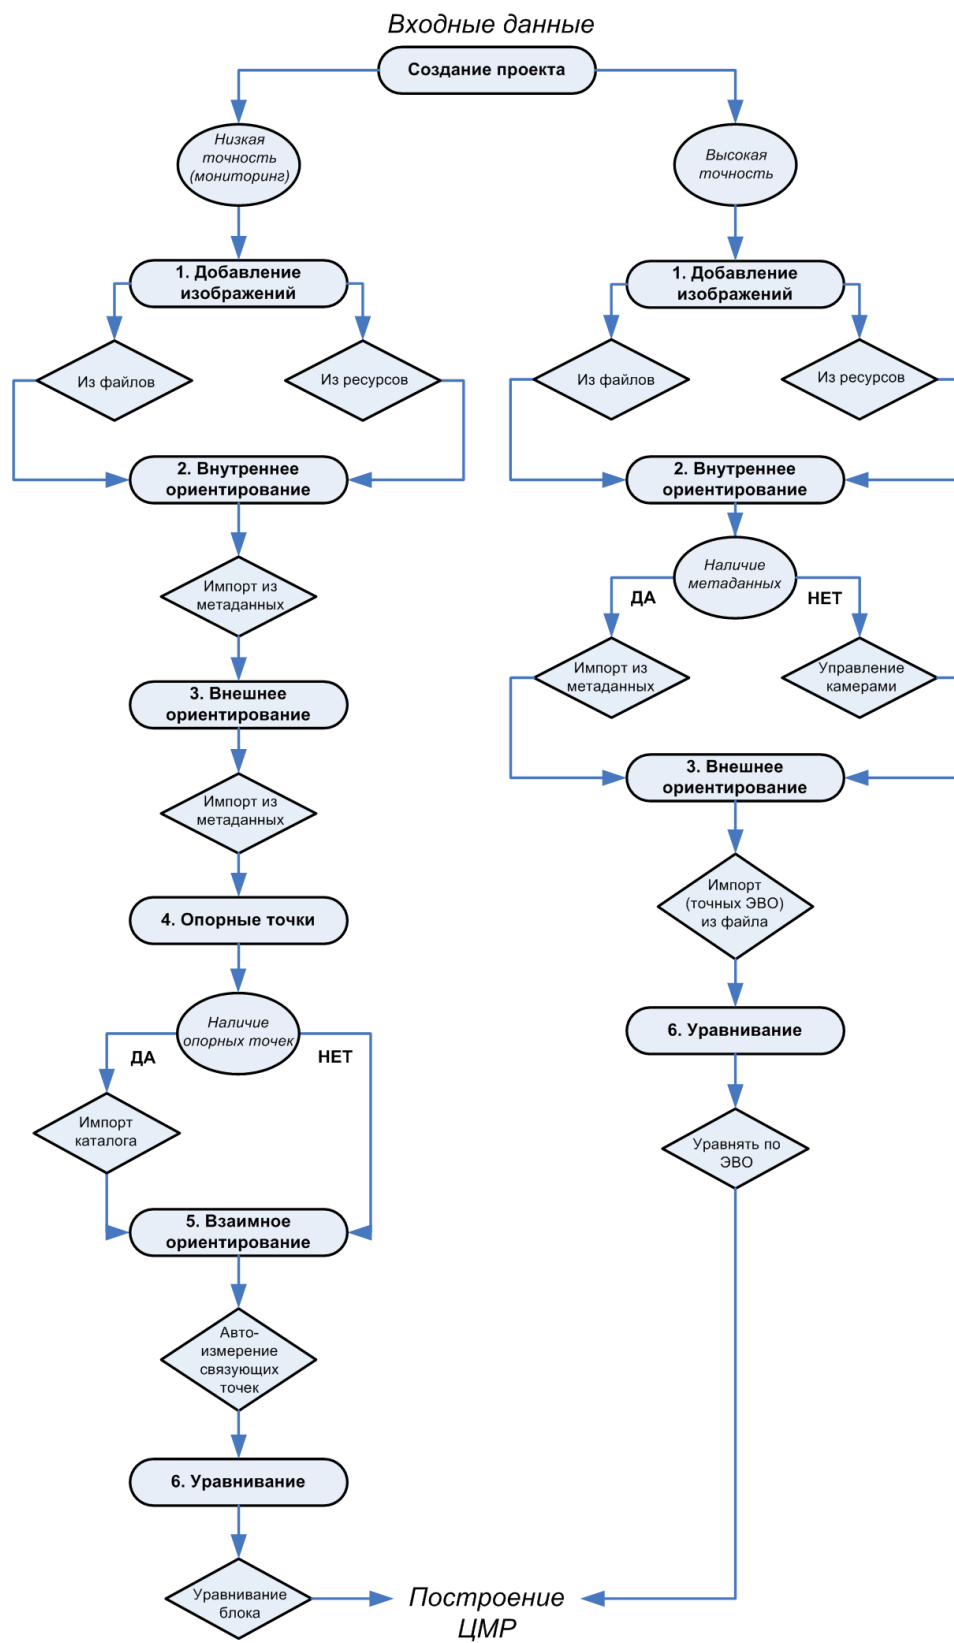 Входные данные
Создание проекта
Низкая
точность
(мониторинг)
1. Добавление
изображений
Из файлов
Из ресурсов
2. Внутреннее
ориентирование
Импорт из
метаданных
3. Внешнее
ориентирование
Импорт из
метаданных
4. Опорные точки
Наличие
опорных точек
ДА
НЕТ
Импорт
каталога
5. Взаимное
ориентирование
Авто-
измерение
связующих
точек
6. Уравнивание
Уравнивание
блока
Высокая
точность
1. Добавление
изображений
Из файлов
Из ресурсов
2. Внутреннее
ориентирование
Наличие
метаданных
ДА
НЕТ
Импорт из
метаданных
Управление
камерами
3. Внешнее
ориентирование
Импорт
(точных ЭВО)
из файла
6. Уравнивание
Уравнять по
ЭВО
Построение
ЦМР